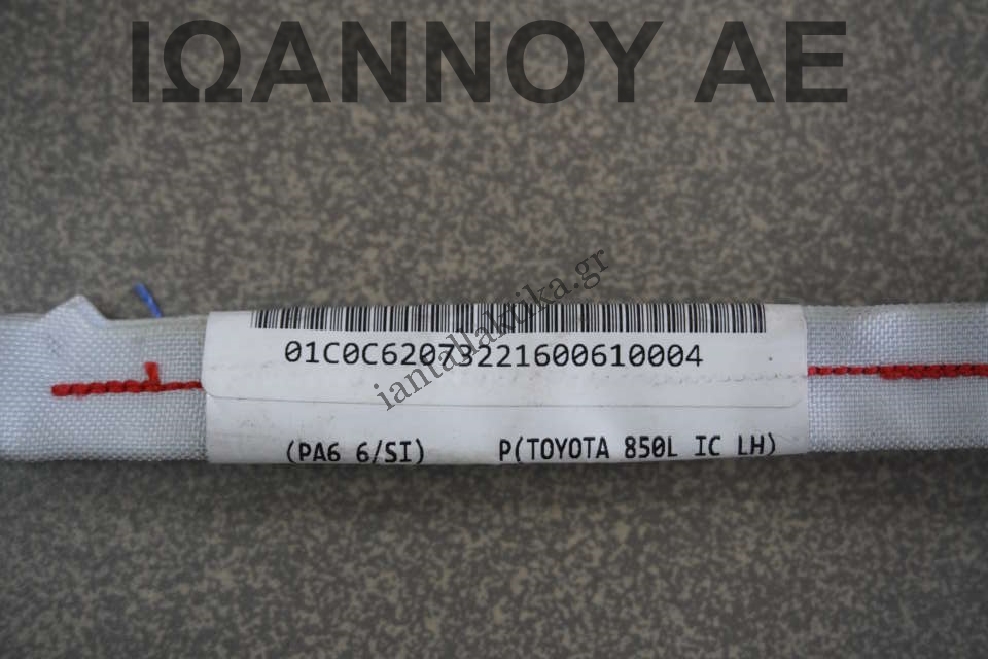 ΙΩΑΝΝΟΥ ΑΕ
iantallaktika.gr
01C0C62073221600610004
(PA6 6/SI) P(TOYOTA 850L IC LH)